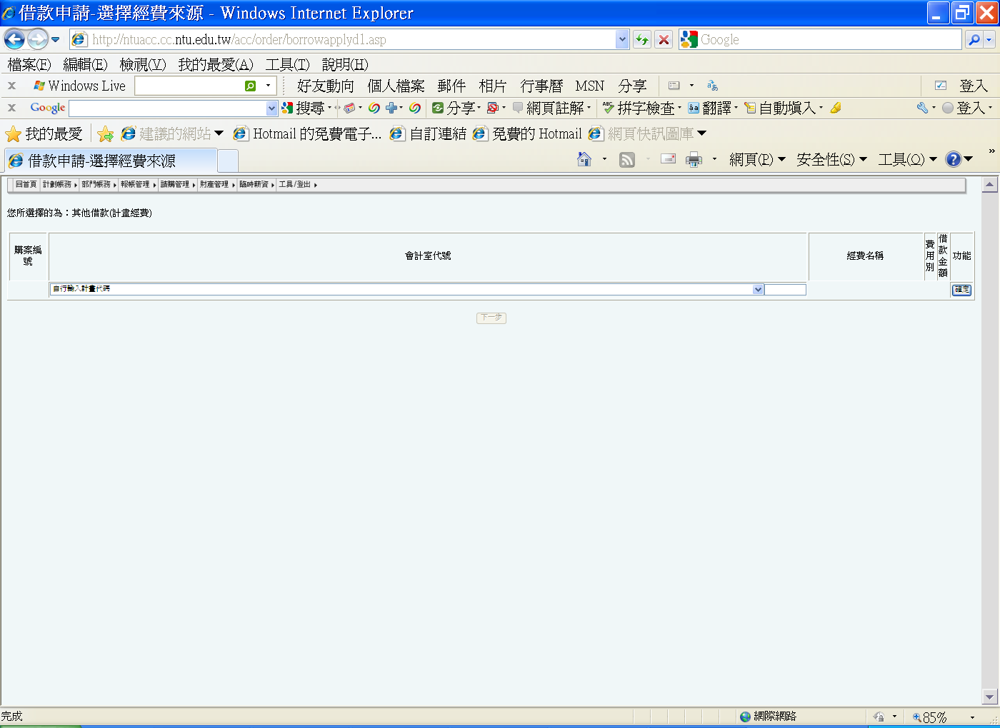 借款申請-選擇經費來源 - Windows Internet Explorer
http://ntuacc.cc.ntu.edu.tw/acc/order/borrowapplyd1.asp Google
檔案(F) 編輯(E) 檢視(V) 我的最愛(A) 工具(T) 說明(H)
x Windows Live 好友動向 個人檔案 郵件 相片 行事曆 MSN 分享 登入
x Google 搜尋 分享 網頁註解 拼字檢查 翻譯 自動填入 登入
我的最愛 建議的網站 Hotmail 的免費電子... 自訂連結 免費的 Hotmail 網頁快訊圖庫
借款申請-選擇經費來源 網頁(P) 安全性(S) 工具(O) »
回首頁 計劃帳務 部門帳務 報帳管理 請購管理 財產管理 臨時薪資 工具/登出
您所選擇的為：其他借款(計畫經費)
購案編號 會計室代號 經費名稱 費用別 借款金額 功能
自行輸入計畫代碼 確定
下一步
完成 網際網路 85%